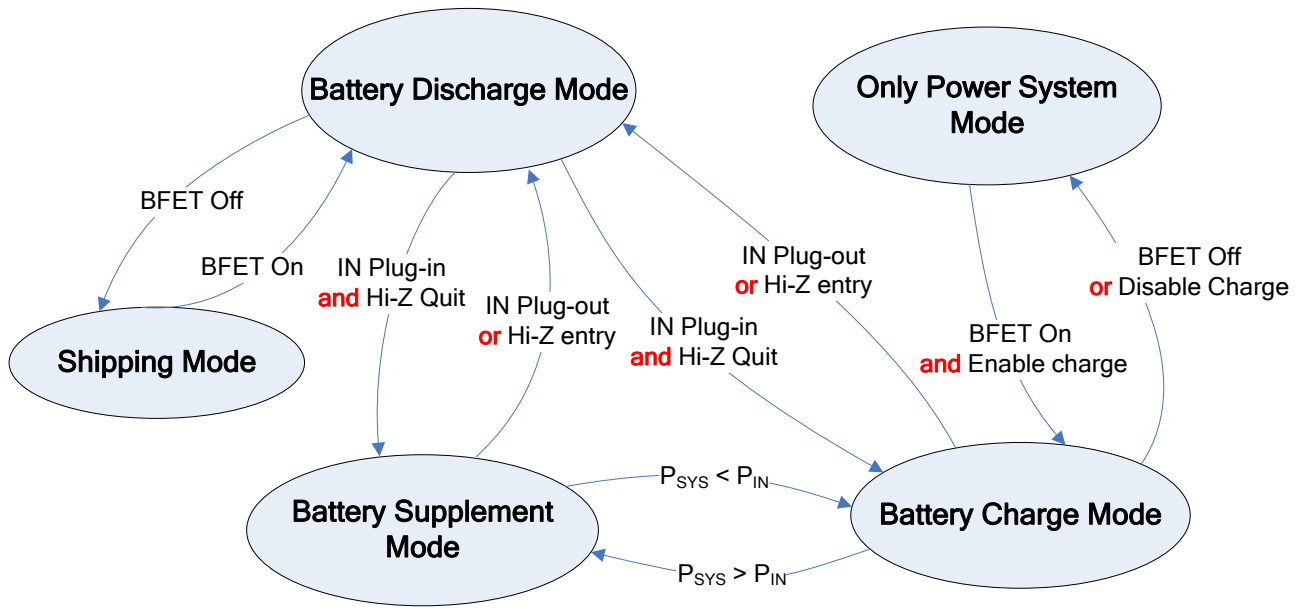 Battery Discharge Mode
Only Power System
Mode
BFET Off
BFET On
IN Plug-in
and Hi-Z Quit
IN Plug-out
or Hi-Z entry
IN Plug-in
and Hi-Z Quit
IN Plug-out
or Hi-Z entry
BFET On
and Enable charge
BFET Off
or Disable Charge
Shipping Mode
Battery Supplement
Mode
PSYS < PIN
PSYS > PIN
Battery Charge Mode